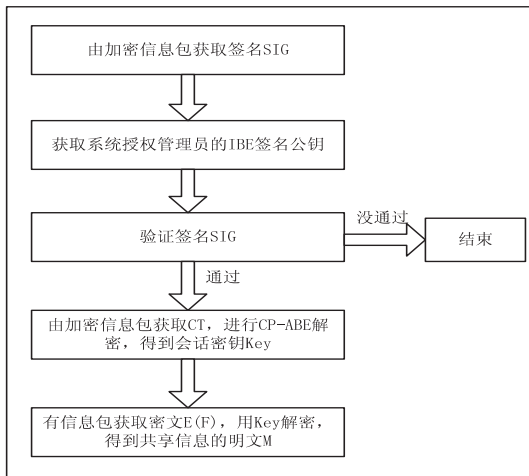 由加密信息包获取签名SIG
获取系统授权管理员的IBE签名公钥
验证签名SIG
没通过
结束
通过
由加密信息包获取CT，进行CP-ABE解
密，得到会话密钥Key
有信息包获取密文E(F)，用Key解密，
得到共享信息的明文M